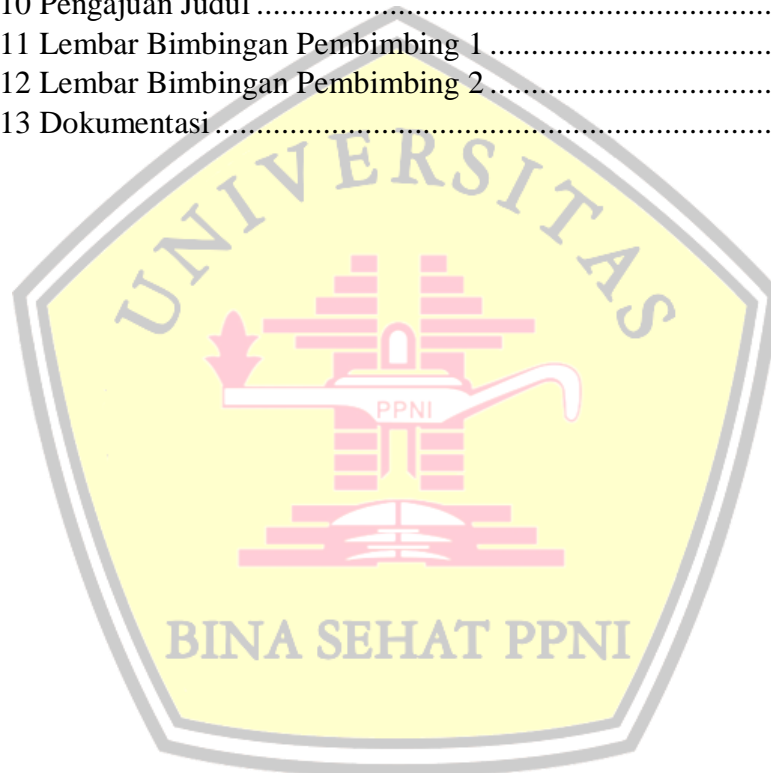 10 Pengajuan Judul ..............................................................
11 Lembar Bimbingan Pembimbing 1 ..................................
12 Lembar Bimbingan Pembimbing 2 ..................................
13 Dokumentasi ...................................................................
UNIVERSITAS
PPNI
BINA SEHAT PPNI